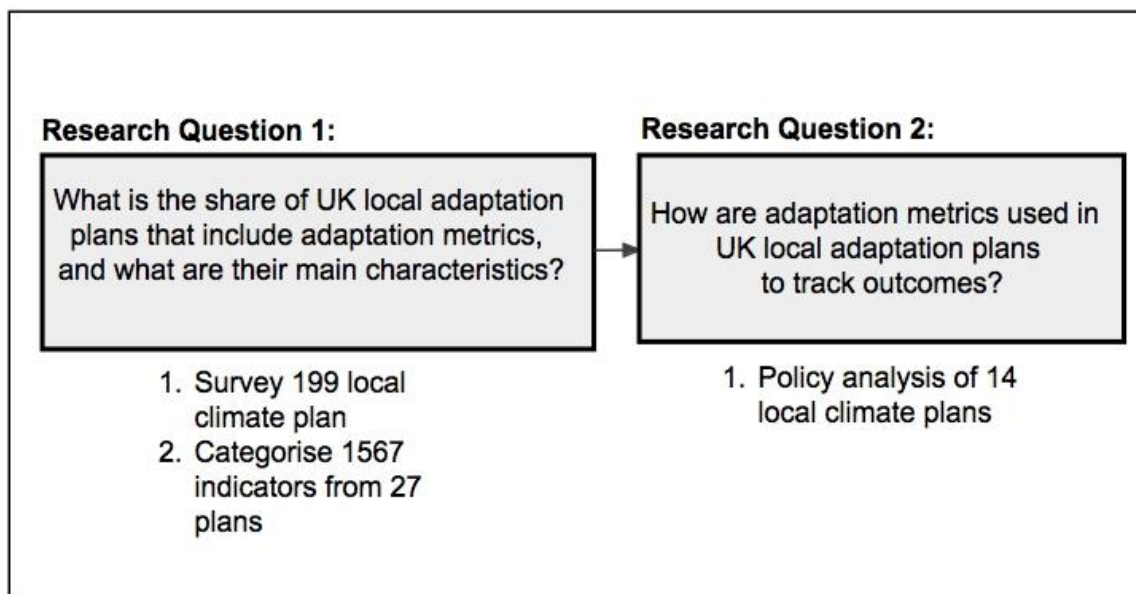 Research Question 1:
What is the share of UK local adaptation
plans that include adaptation metrics,
and what are their main characteristics?
1. Survey 199 local
climate plan
2. Categorise 1567
indicators from 27
plans
Research Question 2:
How are adaptation metrics used in
UK local adaptation plans
to track outcomes?
1. Policy analysis of 14
local climate plans